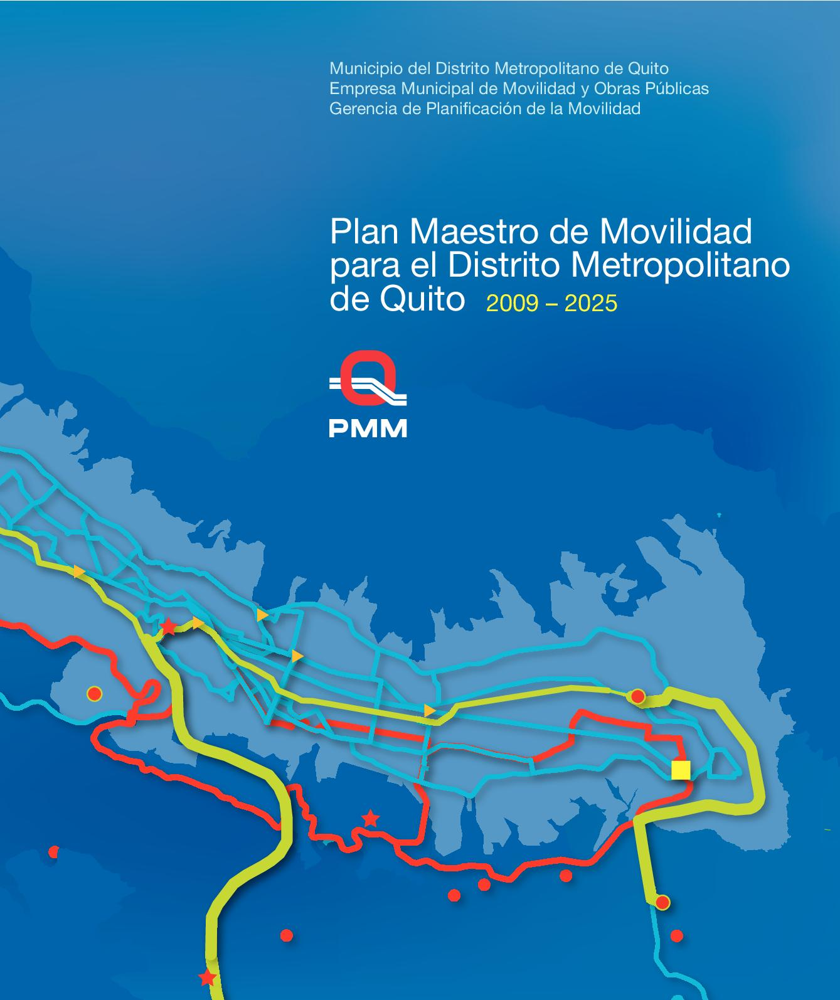 Municipio del Distrito Metropolitano de Quito
Empresa Municipal de Movilidad y Obras Públicas
Gerencia de Planificación de la Movilidad
Plan Maestro de Movilidad
para el Distrito Metropolitano
de Quito 2009 – 2025
Q
PMM